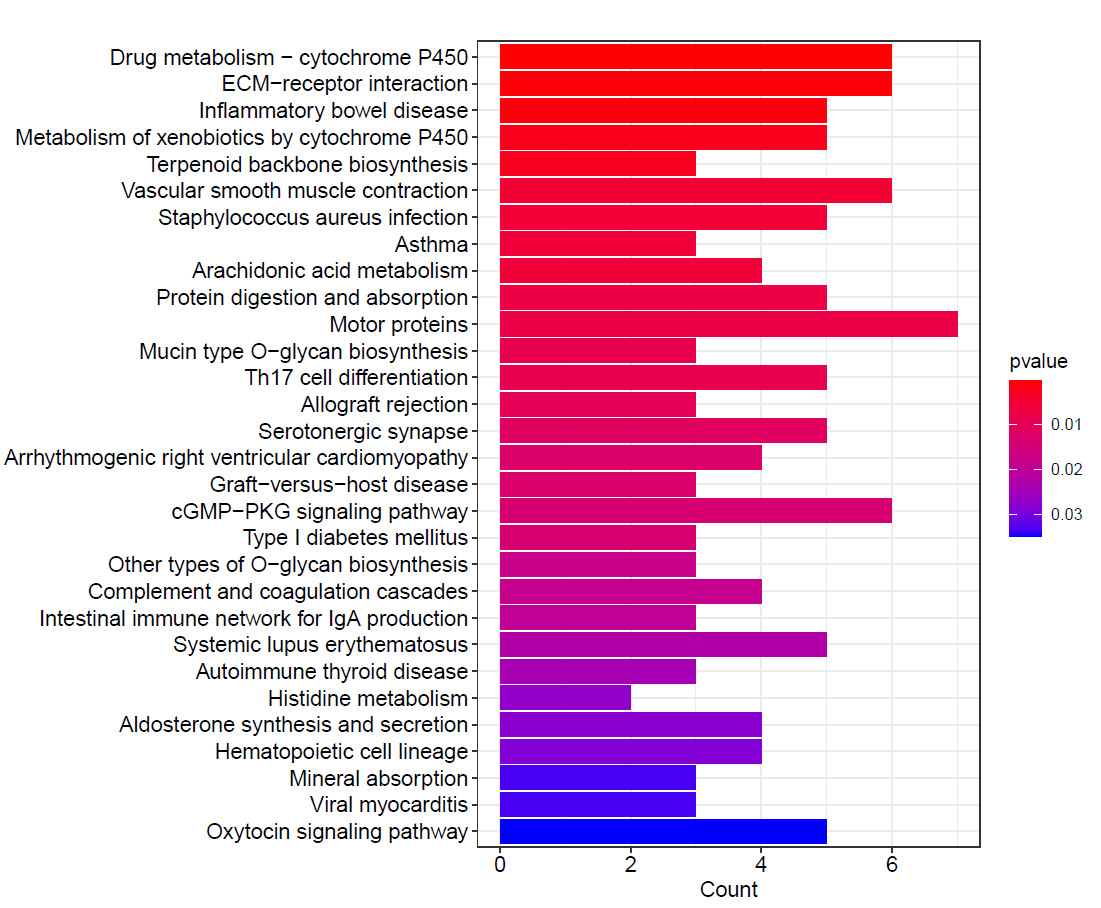 Drug metabolism − cytochrome P450
ECM−receptor interaction
Inflammatory bowel disease
Metabolism of xenobiotics by cytochrome P450
Terpenoid backbone biosynthesis
Vascular smooth muscle contraction
Staphylococcus aureus infection
Asthma
Arachidonic acid metabolism
Protein digestion and absorption
Motor proteins
Mucin type O−glycan biosynthesis
Th17 cell differentiation
Allograft rejection
Serotonergic synapse
Arrhythmogenic right ventricular cardiomyopathy
Graft−versus−host disease
cGMP−PKG signaling pathway
Type I diabetes mellitus
Other types of O−glycan biosynthesis
Complement and coagulation cascades
Intestinal immune network for IgA production
Systemic lupus erythematosus
Autoimmune thyroid disease
Histidine metabolism
Aldosterone synthesis and secretion
Hematopoietic cell lineage
Mineral absorption
Viral myocarditis
Oxytocin signaling pathway
0 2 4 6
Count
pvalue
0.01
0.02
0.03